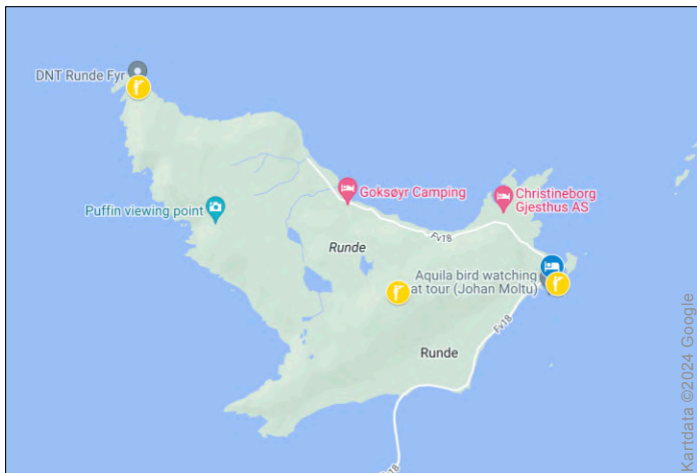 DNT Runde Fyr
Puffin viewing point
Goksøyr Camping
Christineborg
Gjesthus AS
Fv18
Runde
Aquila bird watching
at tour (Johan Moltu)
Fv18
Runde
Fv18
Kartdata ©2024 Google